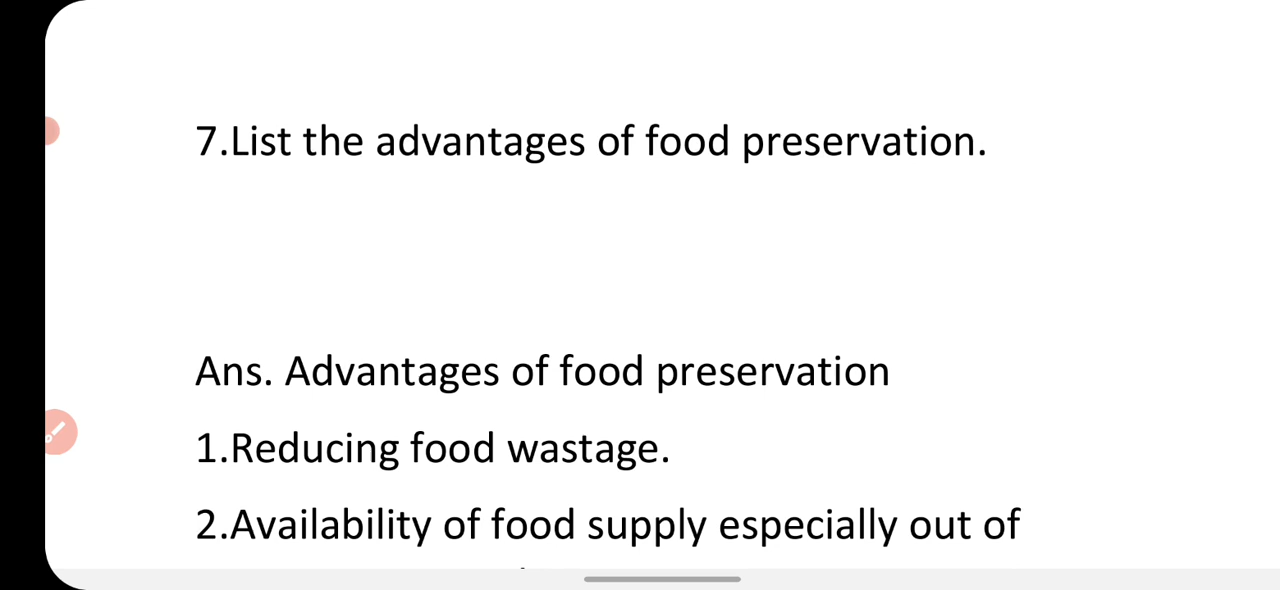 7.List the advantages of food preservation.
Ans. Advantages of food preservation
1.Reducing food wastage.
2.Availability of food supply especially out of